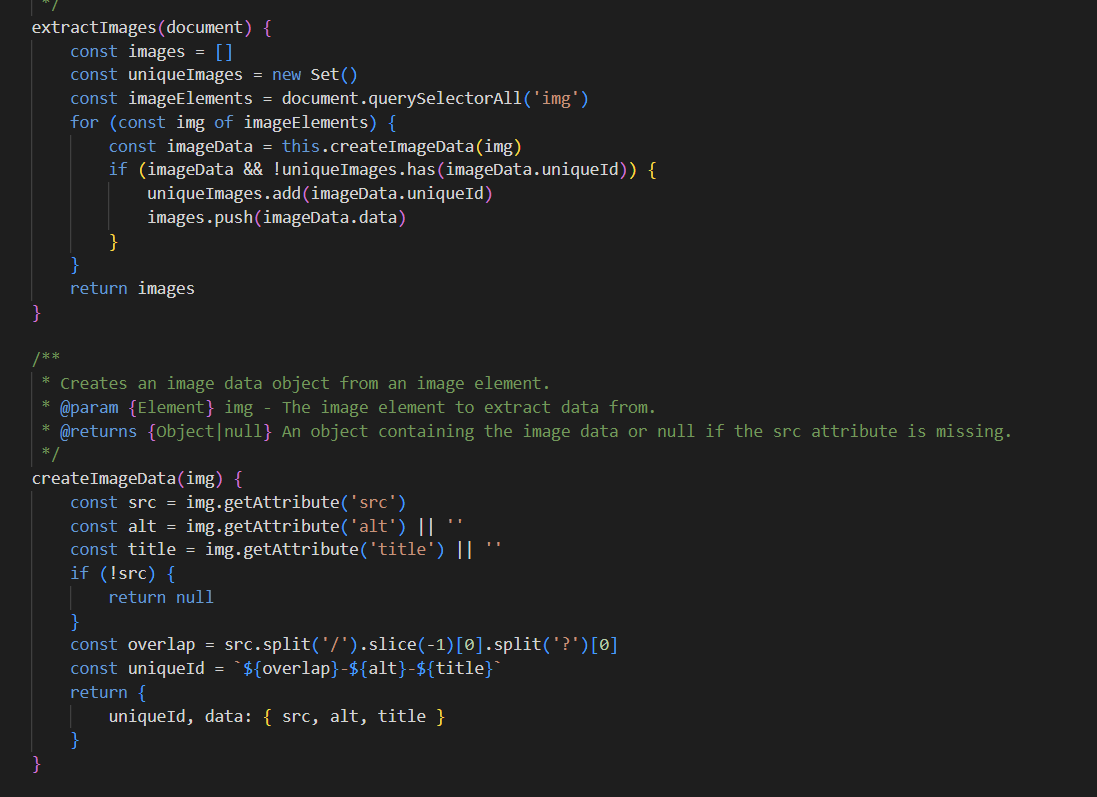 */
extractImages(document) {
const images = []
const uniqueImages = new Set()
const imageElements = document.querySelectorAll('img')
for (const img of imageElements) {
const imageData = this.createImageData(img)
if (imageData && !uniqueImages.has(imageData.uniqueId)) {
uniqueImages.add(imageData.uniqueId)
images.push(imageData.data)
}
}
return images
}
/**
* Creates an image data object from an image element.
* @param {Element} img - The image element to extract data from.
* @returns {Object|null} An object containing the image data or null if the src attribute is missing.
*/
createImageData(img) {
const src = img.getAttribute('src')
const alt = img.getAttribute('alt') || ''
const title = img.getAttribute('title') || ''
if (!src) {
return null
}
const overlap = src.split('/').slice(-1)[0].split('?')[0]
const uniqueId = `${overlap}-${alt}-${title}`
return {
uniqueId, data: { src, alt, title }
}
}